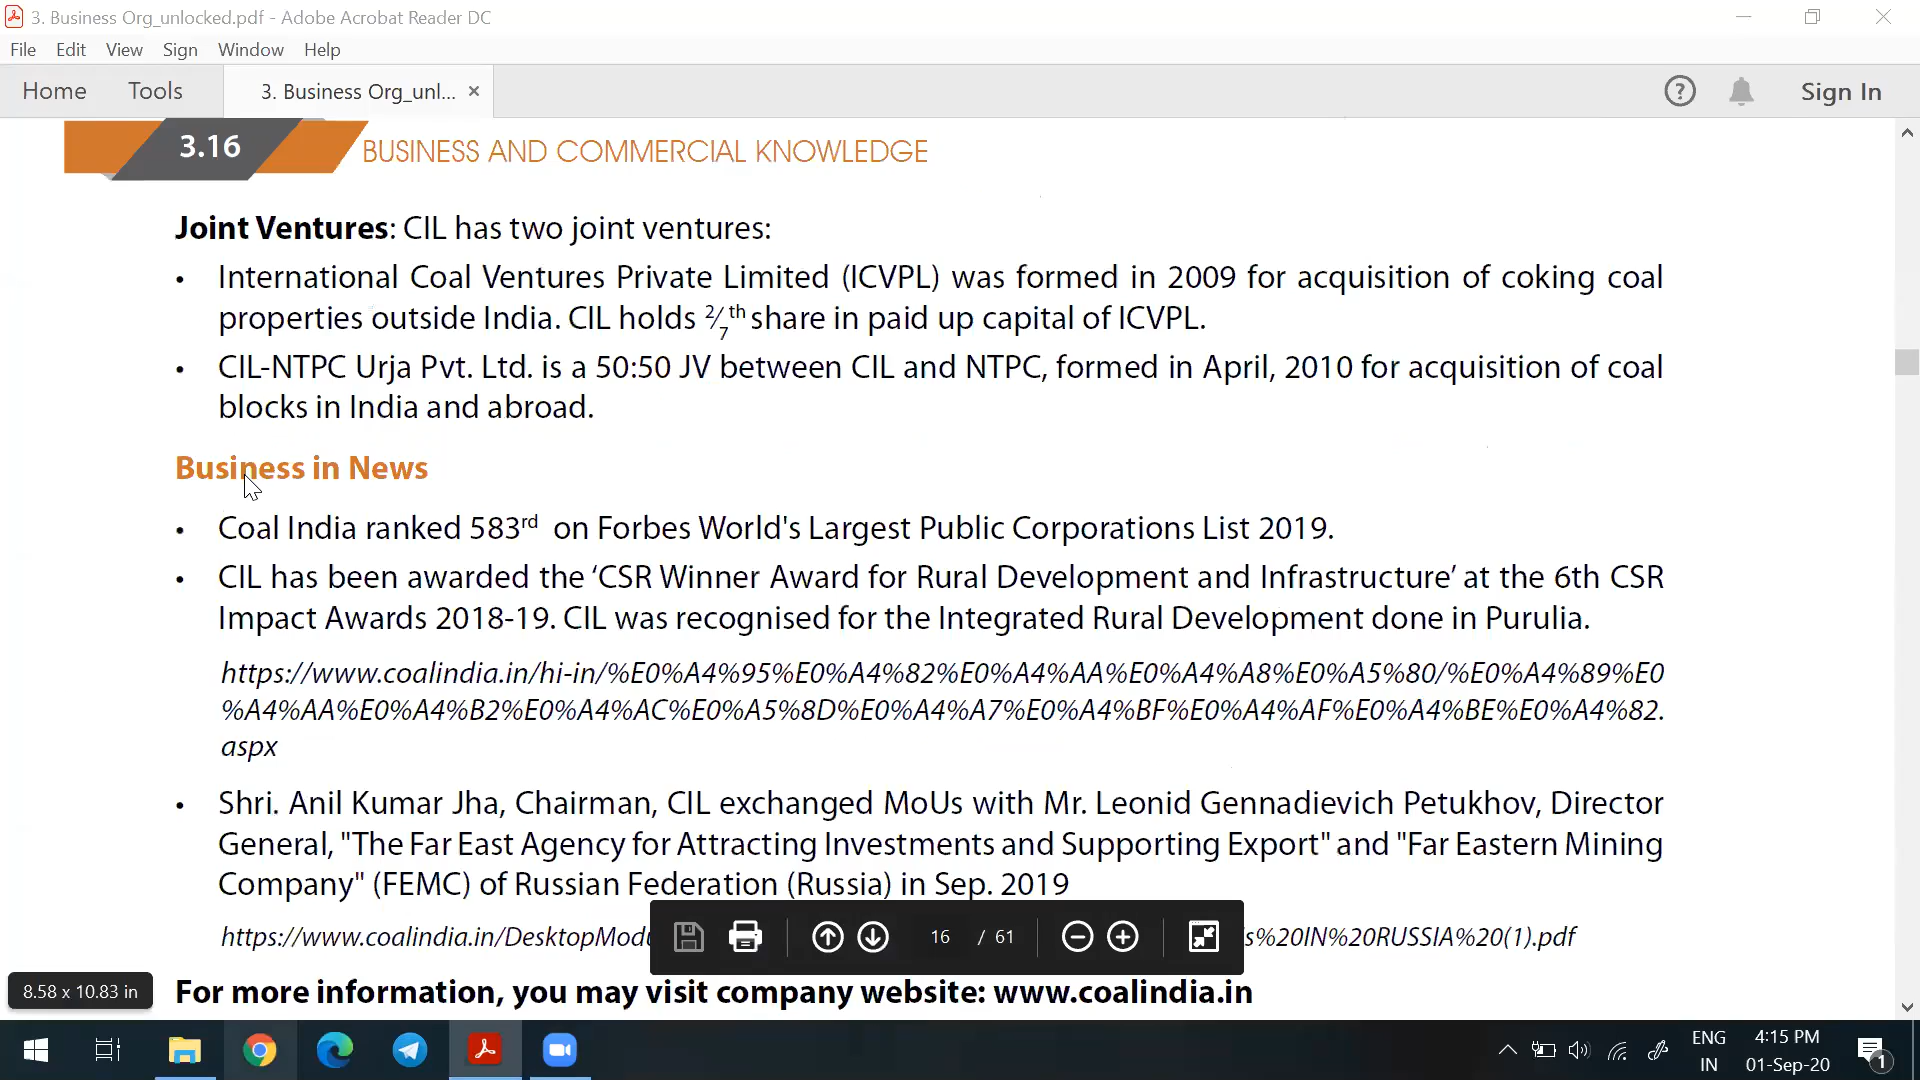 3. Business Org_unlocked.pdf - Adobe Acrobat Reader DC
File Edit View Sign Window Help
Home Tools 3. Business Org_unl... × Sign In
3.16 BUSINESS AND COMMERCIAL KNOWLEDGE
Joint Ventures: CIL has two joint ventures:
• International Coal Ventures Private Limited (ICVPL) was formed in 2009 for acquisition of coking coal
properties outside India. CIL holds 2/7th share in paid up capital of ICVPL.
• CIL-NTPC Urja Pvt. Ltd. is a 50:50 JV between CIL and NTPC, formed in April, 2010 for acquisition of coal
blocks in India and abroad.
Business in News
• Coal India ranked 583rd on Forbes World's Largest Public Corporations List 2019.
• CIL has been awarded the ‘CSR Winner Award for Rural Development and Infrastructure’ at the 6th CSR
Impact Awards 2018-19. CIL was recognised for the Integrated Rural Development done in Purulia.
https://www.coalindia.in/hi-in/%E0%A4%95%E0%A4%82%E0%A4%AA%E0%A4%A8%E0%A5%80/%E0%A4%89%E0
%A4%AA%E0%A4%B2%E0%A4%AC%E0%A5%8D%E0%A4%A7%E0%A4%BF%E0%A4%AF%E0%A4%BE%E0%A4%82.
aspx
• Shri. Anil Kumar Jha, Chairman, CIL exchanged MoUs with Mr. Leonid Gennadievich Petukhov, Director
General, "The Far East Agency for Attracting Investments and Supporting Export" and "Far Eastern Mining
Company" (FEMC) of Russian Federation (Russia) in Sep. 2019
https://www.coalindia.in/DesktopModu s%20IN%20RUSSIA%20(1).pdf
16 / 61
8.58 x 10.83 in
For more information, you may visit company website: www.coalindia.in
ENG 4:15 PM
IN 01-Sep-20 1